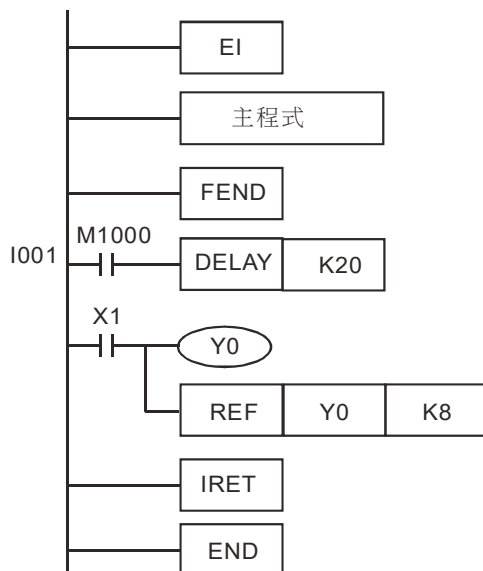 EI
主程式
FEND
M1000
I001
DELAY K20
X1
Y0
REF Y0 K8
IRET
END